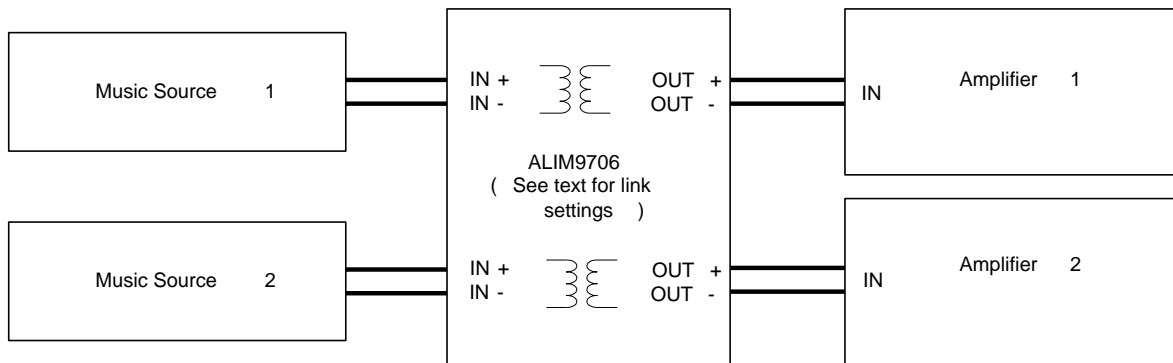 Music Source 1
IN +
IN -
OUT +
OUT -
IN
Amplifier 1
ALIM9706
( See text for link
settings )
Music Source 2
IN +
IN -
OUT +
OUT -
IN
Amplifier 2